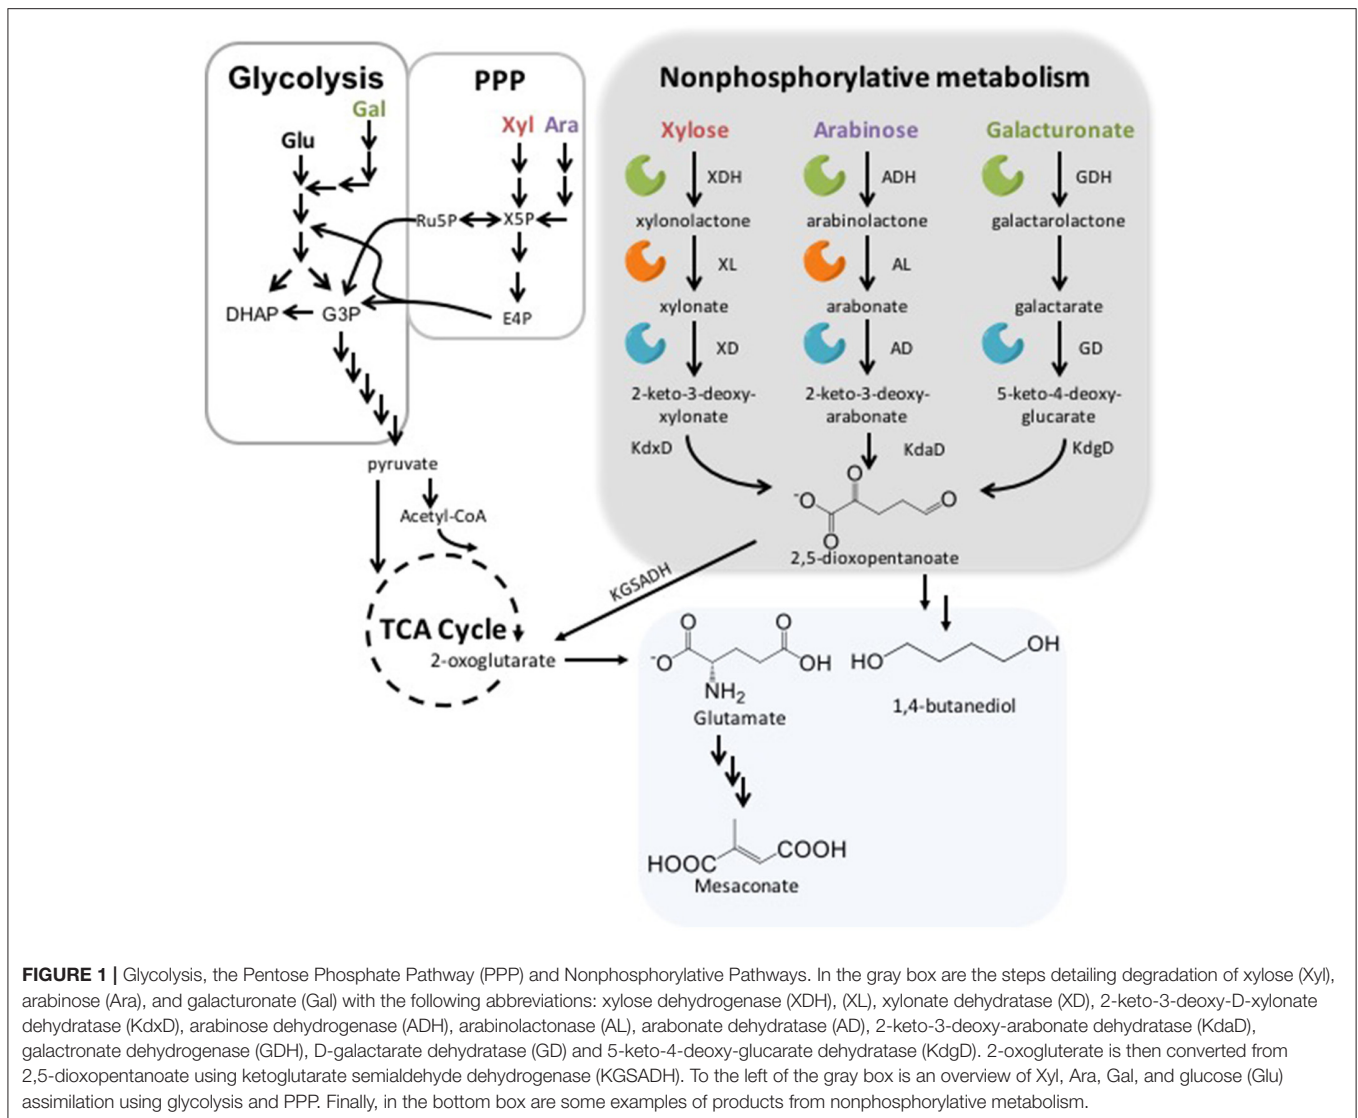 Glycolysis
PPP
Nonphosphorylative metabolism
Gal
Glu
Xyl Ara
Ru5P
X5P
DHAP
G3P
E4P
pyruvate
Acetyl-CoA
TCA Cycle
2-oxoglutarate
KGSADH
Xylose
XDH
xylonolactone
XL
xylonate
XD
2-keto-3-deoxy-
xylonate
KdxD
Arabinose
ADH
arabinolactone
AL
arabonate
AD
2-keto-3-deoxy-
arabonate
KdaD
Galacturonate
GDH
galactarolactone
galactarate
GD
5-keto-4-deoxy-
glucarate
KdgD
O
-O
O
O
2,5-dioxopentanoate
O
O
-O
OH
NH2
Glutamate
HO
OH
1,4-butanediol
HOOC
COOH
Mesaconate
FIGURE 1 | Glycolysis, the Pentose Phosphate Pathway (PPP) and Nonphosphorylative Pathways. In the gray box are the steps detailing degradation of xylose (Xyl),
arabinose (Ara), and galacturonate (Gal) with the following abbreviations: xylose dehydrogenase (XDH), (XL), xylonate dehydratase (XD), 2-keto-3-deoxy-D-xylonate
dehydratase (KdxD), arabinose dehydrogenase (ADH), arabinolactonase (AL), arabonate dehydratase (AD), 2-keto-3-deoxy-arabonate dehydratase (KdaD),
galactronate dehydrogenase (GDH), D-galactarate dehydratase (GD) and 5-keto-4-deoxy-glucarate dehydratase (KdgD). 2-oxogluterate is then converted from
2,5-dioxopentanoate using ketoglutarate semialdehyde dehydrogenase (KGSADH). To the left of the gray box is an overview of Xyl, Ara, Gal, and glucose (Glu)
assimilation using glycolysis and PPP. Finally, in the bottom box are some examples of products from nonphosphorylative metabolism.